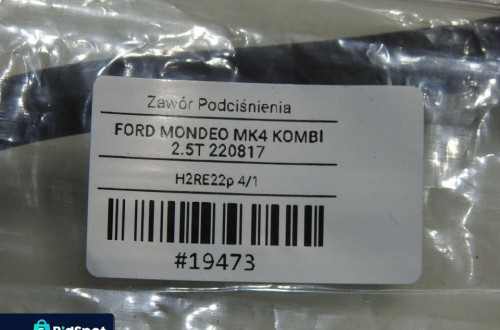 Zawór Podciśnienia
FORD MONDEO MK4 KOMBI
2.5T 220817
H2RE22p 4/1
#19473